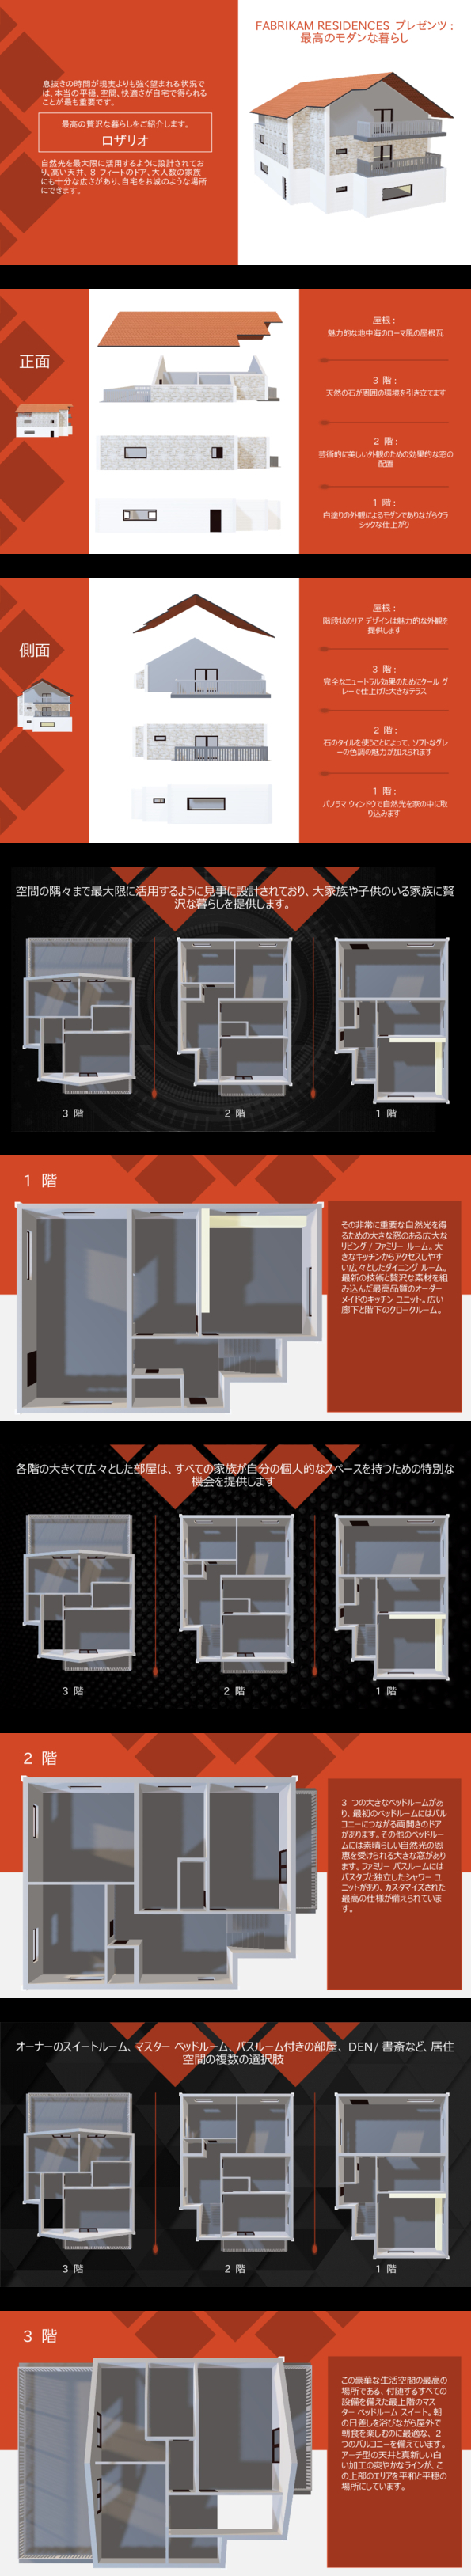 FABRIKAM RESIDENCES プレゼンツ :
最高のモダンな暮らし
息抜きの時間が現実よりも強く望まれる状況で
は、本当の平穏、空間、快適さが自宅で得られる
ことが最も重要です。
最高の贅沢な暮らしをご紹介します。
ロザリオ
自然光を最大限に活用するように設計されてお
り、高い天井、8 フィートのドア、大人数の家族
にも十分な広さがあり、自宅をお城のような場所
にできます。
正面
屋根 :
魅力的な地中海のローマ風の屋根瓦
3 階 :
天然の石が周囲の環境を引き立てます
2 階 :
芸術的に美しい外観のための効果的な窓の
配置
1 階 :
白塗りの外観によるモダンでありながらクラ
シックな仕上がり
側面
屋根 :
階段状のリア デザインは魅力的な外観を
提供します
3 階 :
完全なニュートラル効果のためにクール グ
レーで仕上げた大きなテラス
2 階 :
石のタイルを使うことによって、ソフトなグレ
ーの色調の魅力が加えられます
1 階 :
パノラマ ウィンドウで自然光を家の中に取
り込みます
空間の隅々まで最大限に活用するように見事に設計されており、大家族や子供のいる家族に贅
沢な暮らしを提供します。
3 階
2 階
1 階
1 階
その非常に重要な自然光を得
るための大きな窓のある広大な
リビング / ファミリー ルーム。大
きなキッチンからアクセスしやす
い広々としたダイニング ルーム。
最新の技術と贅沢な素材を組
み込んだ最高品質のオーダー
メイドのキッチン ユニット。広い
廊下と階下のクロークルーム。
各階の大きくて広々とした部屋は、すべての家族が自分の個人的なスペースを持つための特別な
機会を提供します
3 階
2 階
1 階
2 階
3 つの大きなベッドルームがあ
り、最初のベッドルームにはバル
コニーにつながる両開きのドア
があります。その他のベッドルー
ムには素晴らしい自然光の恩
恵を受けられる大きな窓があり
ます。ファミリー バスルームには
バスタブと独立したシャワー ユ
ニットがあり、カスタマイズされた
最高の仕様が備えられていま
す。
オーナーのスイートルーム、マスター ベッドルーム、バスルーム付きの部屋、 DEN/ 書斎など、居住
空間の複数の選択肢
3 階
2 階
1 階
3 階
この豪華な生活空間の最高の
場所である、付随するすべての
設備を備えた最上階のマス
ター ベッドルーム スイート。朝
の日差しを浴びながら屋外で
朝食を楽しむのに最適な、2
つのバルコニーを備えています。
アーチ型の天井と真新しい白
い加工の爽やかなラインが、こ
の上部のエリアを平和と平穏の
場所にしています。